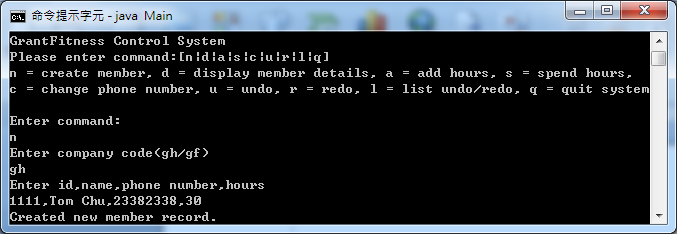 命令提示字元 - java Main
GrantFitness Control System
Please enter command:[n|d|a|s|c|u|r|l|q]
n = create member, d = display member details, a = add hours, s = spend hours,
c = change phone number, u = undo, r = redo, l = list undo/redo, q = quit system
Enter command:
n
Enter company code(gh/gf)
gh
Enter id,name,phone number,hours
1111,Tom Chu,23382338,30
Created new member record.